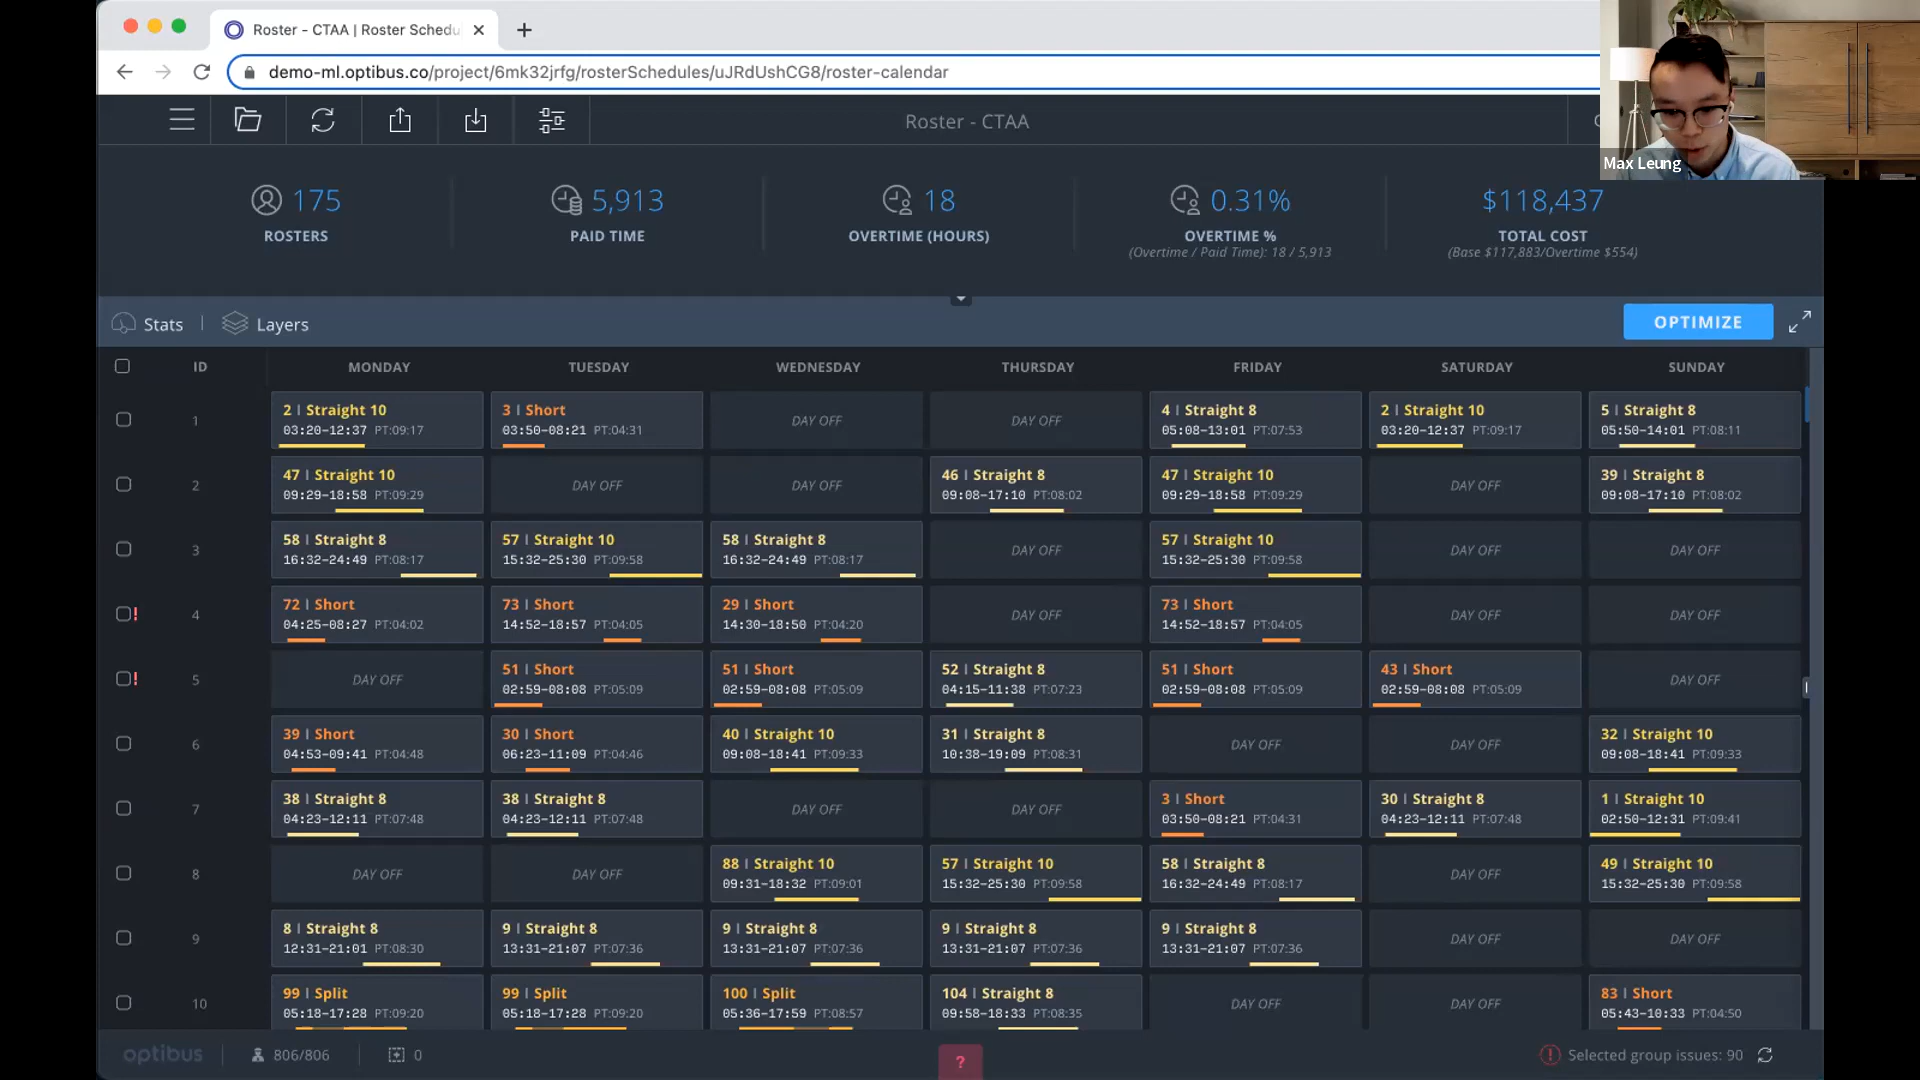 Roster - CTAA | Roster Schedu
demo-ml.optibus.co/project/6mk32jrfg/rosterSchedules/uJRdUshCG8/roster-calendar
Roster - CTAA
Max Leung
175 5,913 18 0.31% $118,437
ROSTERS PAID TIME OVERTIME (HOURS) OVERTIME % TOTAL COST
(Overtime / Paid Time): 18 / 5,913 (Base $117,883/Overtime $554)
Stats | Layers OPTIMIZE
ID MONDAY TUESDAY WEDNESDAY THURSDAY FRIDAY SATURDAY SUNDAY
2 | Straight 10 3 | Short 4 | Straight 8 2 | Straight 10 5 | Straight 8
1 03:20-12:37 PT:09:17 03:50-08:21 PT:04:31 DAY OFF DAY OFF 05:08-13:01 PT:07:53 03:20-12:37 PT:09:17 05:50-14:01 PT:08:11
47 | Straight 10 46 | Straight 8 47 | Straight 10 39 | Straight 8
2 09:29-18:58 PT:09:29 DAY OFF DAY OFF 09:08-17:10 PT:08:02 09:29-18:58 PT:09:29 DAY OFF 09:08-17:10 PT:08:02
58 | Straight 8 57 | Straight 10 58 | Straight 8 57 | Straight 10
3 16:32-24:49 PT:08:17 15:32-25:30 PT:09:58 16:32-24:49 PT:08:17 DAY OFF 15:32-25:30 PT:09:58 DAY OFF DAY OFF
72 | Short 73 | Short 29 | Short 73 | Short
! 4 04:25-08:27 PT:04:02 14:52-18:57 PT:04:05 14:30-18:50 PT:04:20 DAY OFF 14:52-18:57 PT:04:05 DAY OFF DAY OFF
51 | Short 51 | Short 52 | Straight 8 51 | Short 43 | Short
! 5 DAY OFF 02:59-08:08 PT:05:09 02:59-08:08 PT:05:09 04:15-11:38 PT:07:23 02:59-08:08 PT:05:09 02:59-08:08 PT:05:09 DAY OFF
39 | Short 30 | Short 40 | Straight 10 31 | Straight 8 32 | Straight 10
6 04:53-09:41 PT:04:48 06:23-11:09 PT:04:46 09:08-18:41 PT:09:33 10:38-19:09 PT:08:31 DAY OFF DAY OFF 09:08-18:41 PT:09:33
38 | Straight 8 38 | Straight 8 3 | Short 30 | Straight 8 1 | Straight 10
7 04:23-12:11 PT:07:48 04:23-12:11 PT:07:48 DAY OFF DAY OFF 03:50-08:21 PT:04:31 04:23-12:11 PT:07:48 02:50-12:31 PT:09:41
88 | Straight 10 57 | Straight 10 58 | Straight 8 49 | Straight 10
8 DAY OFF DAY OFF 09:31-18:32 PT:09:01 15:32-25:30 PT:09:58 16:32-24:49 PT:08:17 DAY OFF 15:32-25:30 PT:09:58
8 | Straight 8 9 | Straight 8 9 | Straight 8 9 | Straight 8 9 | Straight 8
9 12:31-21:01 PT:08:30 13:31-21:07 PT:07:36 13:31-21:07 PT:07:36 13:31-21:07 PT:07:36 13:31-21:07 PT:07:36 DAY OFF DAY OFF
99 | Split 99 | Split 100 | Split 104 | Straight 8 83 | Short
10 05:18-17:28 PT:09:20 05:18-17:28 PT:09:20 05:36-17:59 PT:08:57 09:58-18:33 PT:08:35 DAY OFF DAY OFF 05:43-10:33 PT:04:50
optibus 806/806 0 ? Selected group issues: 90